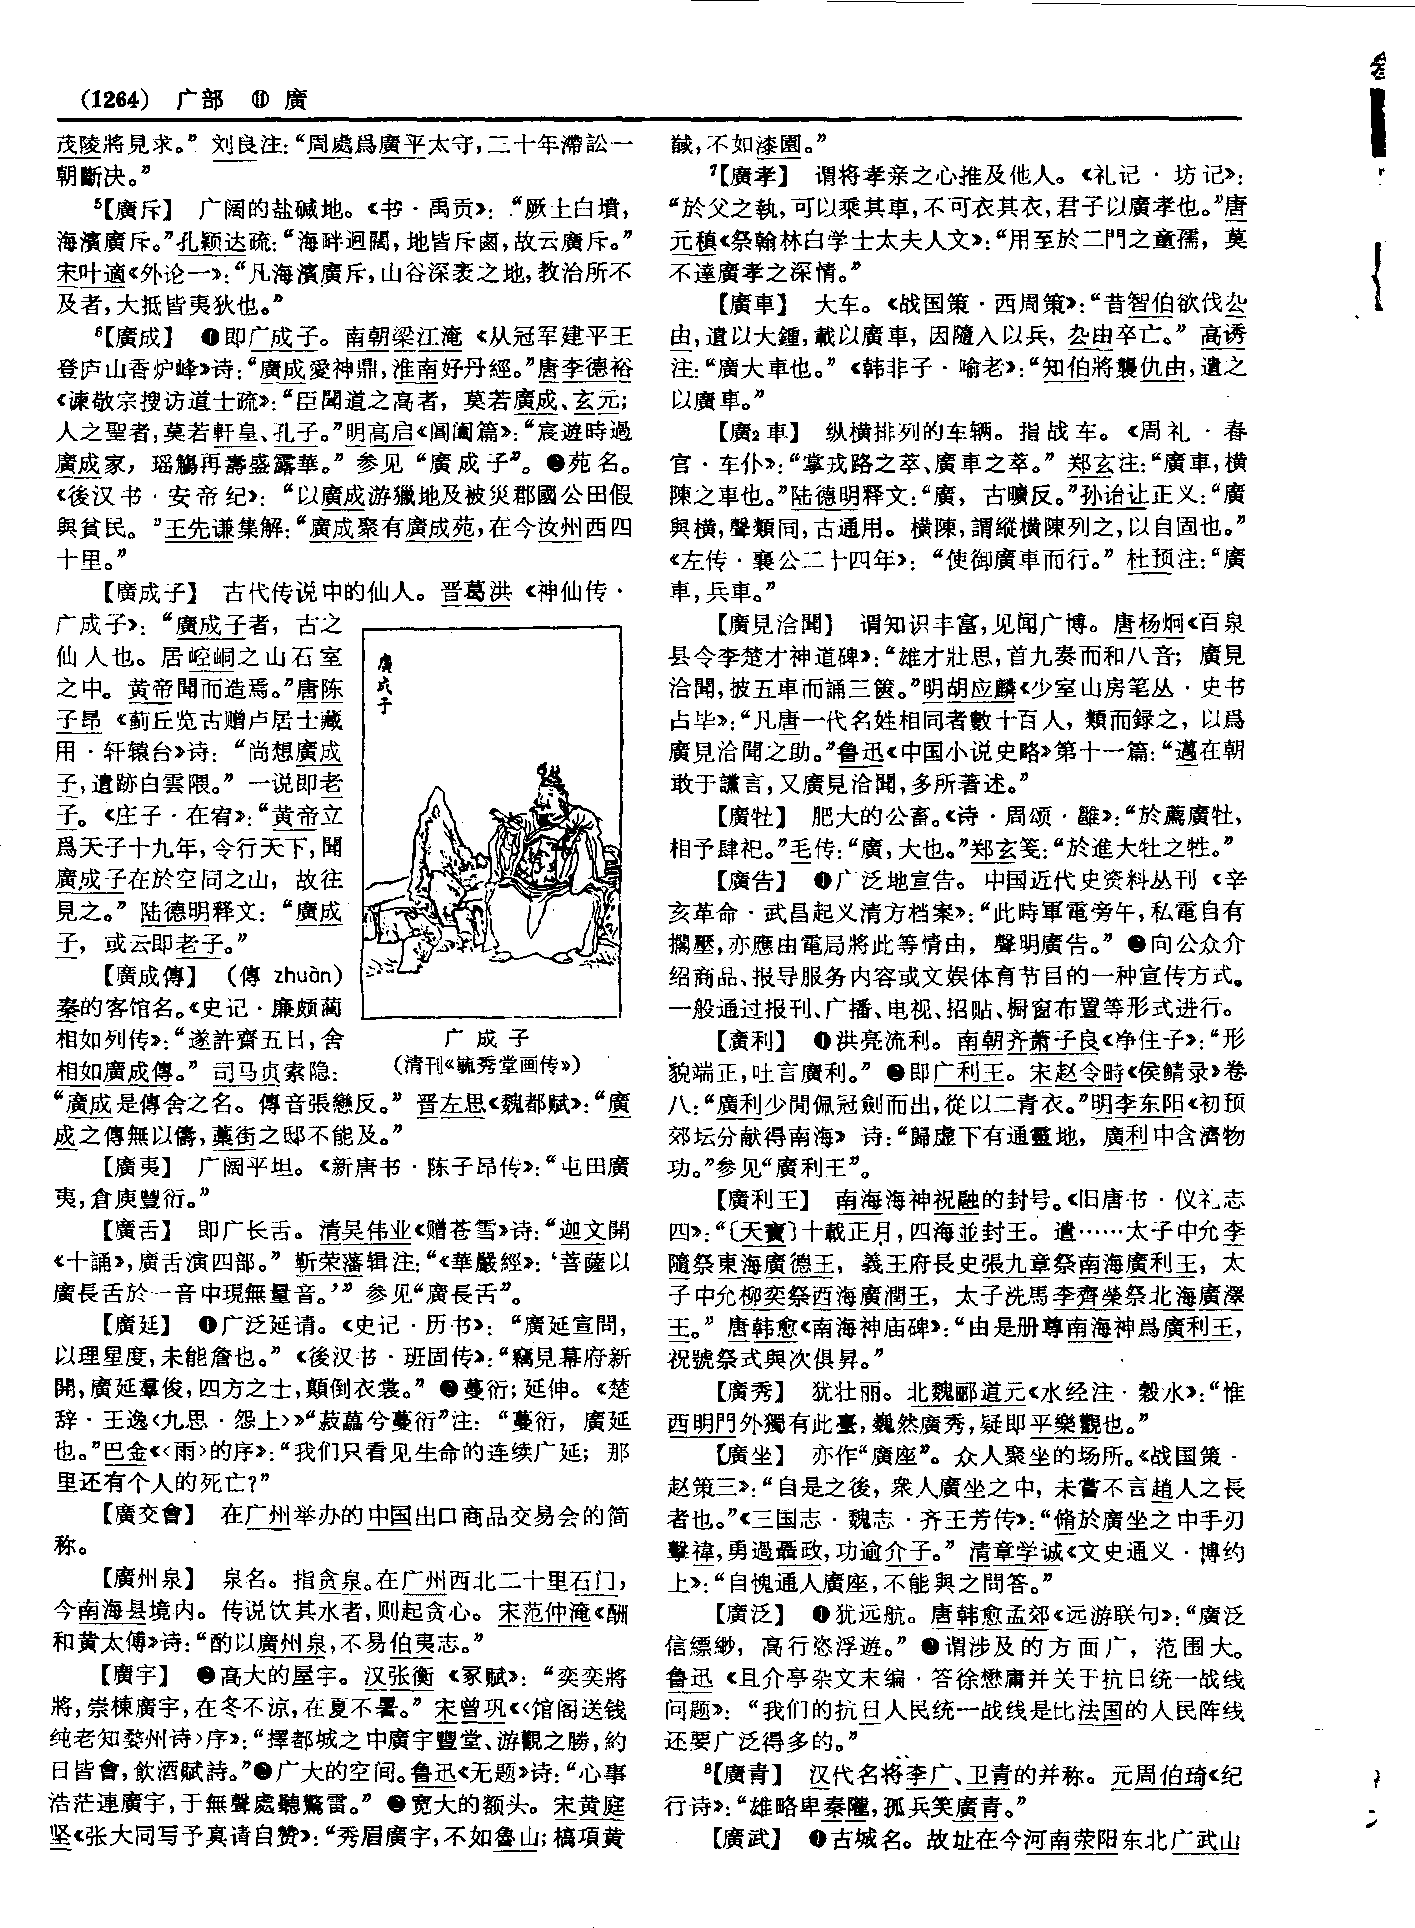 (1264) 广部 ⑪ 廣
茂陵將見求。”刘良注：“周處爲廣平太守，二十年滯訟一
朝斷决。”
⁵【廣斥】 广阔的盐碱地。《书·禹贡》：“厥土白墳，
海濱廣斥。”孔颖达疏：“海畔迥闊，地皆斥鹵，故云廣斥。”
宋叶適《外论一》：“凡海濱廣斥，山谷深袤之地，教治所不
及者，大抵皆夷狄也。”
⁶【廣成】 ❶即广成子。南朝梁江淹《从冠军建平王
登庐山香炉峰》诗：“廣成愛神鼎，淮南好丹經。”唐李德裕
《谏敬宗搜访道士疏》：“臣聞道之高者，莫若廣成、玄元；
人之聖者，莫若軒皇、孔子。”明高启《阊阖篇》：“宸遊時過
廣成家，瑶觴再壽盛露華。”参见“廣成子”。❷苑名。
《後汉书·安帝纪》：“以廣成游獵地及被災郡國公田假
與貧民。”王先谦集解：“廣成聚有廣成苑，在今汝州西四
十里。”
【廣成子】 古代传说中的仙人。晋葛洪《神仙传·
广成子》：“廣成子者，古之
仙人也。居崆峒之山石室
之中。黄帝聞而造焉。”唐陈
子昂《蓟丘览古赠卢居士藏
用·轩辕台》诗：“尚想廣成
子，遺跡白雲隈。”一说即老
子。《庄子·在宥》：“黄帝立
爲天子十九年，令行天下，聞
廣成子在於空同之山，故往
見之。”陆德明释文：“廣成
子，或云即老子。”
廣成子
广成子
（清刊《毓秀堂画传》）
【廣成傳】 （傳 zhuàn）
秦的客馆名。《史记·廉颇蔺
相如列传》：“遂許齋五日，舍
相如廣成傳。”司马贞索隐：
“廣成是傳舍之名。傳音張戀反。”晋左思《魏都赋》：“廣
成之傳無以儔，藁街之邸不能及。”
【廣夷】 广阔平坦。《新唐书·陈子昂传》：“屯田廣
夷，倉庾豐衍。”
【廣舌】 即广长舌。清吴伟业《赠苍雪》诗：“迦文開
《十誦》，廣舌演四部。”靳荣藩辑注：“《華嚴經》：‘菩薩以
廣長舌於一音中現無量音。’”参见“廣長舌”。
【廣延】 ❶广泛延请。《史记·历书》：“廣延宣問，
以理星度，未能詹也。”《後汉书·班固传》：“竊見幕府新
開，廣延羣俊，四方之士，顛倒衣裳。”❷蔓衍；延伸。《楚
辞·王逸〈九思·怨上〉》“菽藟兮蔓衍”注：“蔓衍，廣延
也。”巴金《〈雨〉的序》：“我们只看见生命的连续广延；那
里还有个人的死亡？”
【廣交會】 在广州举办的中国出口商品交易会的简
称。
【廣州泉】 泉名。指贪泉。在广州西北二十里石门，
今南海县境内。传说饮其水者，则起贪心。宋范仲淹《酬
和黄太傅》诗：“酌以廣州泉，不易伯夷志。”
【廣宇】 ❷高大的屋宇。汉张衡《冢赋》：“奕奕將
將，崇棟廣宇，在冬不凉，在夏不暑。”宋曾巩《〈馆阁送钱
纯老知婺州诗〉序》：“擇都城之中廣宇豐堂、游觀之勝，約
日皆會，飲酒賦詩。”❷广大的空间。鲁迅《无题》诗：“心事
浩茫連廣宇，于無聲處聽驚雷。”❷宽大的额头。宋黄庭
坚《张大同写予真请自赞》：“秀眉廣宇，不如魯山；槁項黄
馘，不如漆園。”
⁷【廣孝】 谓将孝亲之心推及他人。《礼记·坊记》：
“於父之執，可以乘其車，不可衣其衣，君子以廣孝也。”唐
元稹《祭翰林白学士太夫人文》：“用至於二門之童孺，莫
不達廣孝之深情。”
【廣車】 大车。《战国策·西周策》：“昔智伯欲伐厹
由，遺以大鍾，載以廣車，因隨入以兵，厹由卒亡。”高诱
注：“廣大車也。”《韩非子·喻老》：“知伯將襲仇由，遺之
以廣車。”
【廣₂車】 纵横排列的车辆。指战车。《周礼·春
官·车仆》：“掌戎路之萃、廣車之萃。”郑玄注：“廣車，横
陳之車也。”陆德明释文：“廣，古曠反。”孙诒让正义：“廣
與横，聲類同，古通用。横陳，謂縱横陳列之，以自固也。”
《左传·襄公二十四年》：“使御廣車而行。”杜预注：“廣
車，兵車。”
【廣見洽聞】 谓知识丰富，见闻广博。唐杨炯《百泉
县令李楚才神道碑》：“雄才壯思，首九奏而和八音；廣見
洽聞，披五車而誦三篋。”明胡应麟《少室山房笔丛·史书
占毕》：“凡唐一代名姓相同者數十百人，類而録之，以爲
廣見洽聞之助。”鲁迅《中国小说史略》第十一篇：“邁在朝
敢于讜言，又廣見洽聞，多所著述。”
【廣牡】 肥大的公畜。《诗·周颂·雝》：“於薦廣牡，
相予肆祀。”毛传：“廣，大也。”郑玄笺：“於進大牡之牲。”
【廣告】 ❶广泛地宣告。中国近代史资料丛刊《辛
亥革命·武昌起义清方档案》：“此時軍電旁午，私電自有
擱壓，亦應由電局將此等情由，聲明廣告。”❷向公众介
绍商品、报导服务内容或文娱体育节目的一种宣传方式。
一般通过报刊、广播、电视、招贴、橱窗布置等形式进行。
【廣利】 ❶洪亮流利。南朝齐萧子良《净住子》：“形
貌端正，吐言廣利。”❷即广利王。宋赵令畤《侯鲭录》卷
八：“廣利少閒佩冠劍而出，從以二青衣。”明李东阳《初预
郊坛分献得南海》诗：“歸虚下有通靈地，廣利中含濟物
功。”参见“廣利王”。
【廣利王】 南海海神祝融的封号。《旧唐书·仪礼志
四》：“〔天寶〕十載正月，四海並封王。遣……太子中允李
隨祭東海廣德王，義王府長史張九章祭南海廣利王，太
子中允柳奕祭西海廣潤王，太子洗馬李齊榮祭北海廣澤
王。”唐韩愈《南海神庙碑》：“由是册尊南海神爲廣利王，
祝號祭式與次俱昇。”
【廣秀】 犹壮丽。北魏郦道元《水经注·穀水》：“惟
西明門外獨有此臺，巍然廣秀，疑即平樂觀也。”
【廣坐】 亦作“廣座”。众人聚坐的场所。《战国策·
赵策三》：“自是之後，衆人廣坐之中，未嘗不言趙人之長
者也。”《三国志·魏志·齐王芳传》：“脩於廣坐之中手刃
擊禕，勇過聶政，功逾介子。”清章学诚《文史通义·博约
上》：“自愧通人廣座，不能與之問答。”
【廣泛】 ❶犹远航。唐韩愈孟郊《远游联句》：“廣泛
信縹緲，高行恣浮遊。”❷谓涉及的方面广，范围大。
鲁迅《且介亭杂文末编·答徐懋庸并关于抗日统一战线
问题》：“我们的抗日人民统一战线是比法国的人民阵线
还要广泛得多的。”
⁸【廣青】 汉代名将李广、卫青的并称。元周伯琦《纪
行诗》：“雄略卑秦隴，孤兵笑廣青。”
【廣武】 ❶古城名。故址在今河南荥阳东北广武山